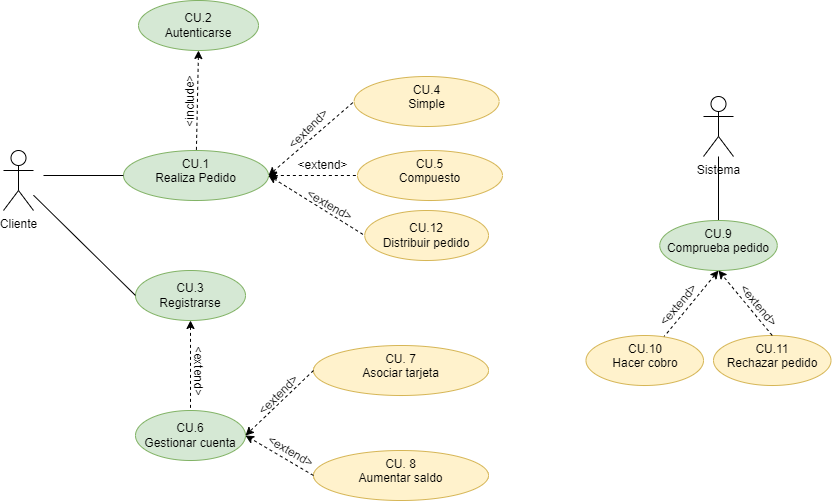 CU.2
Autenticarse
<include>
CU.4
Simple
<extend>
CU.1
Realiza Pedido
<extend>
CU.5
Compuesto
<extend>
CU.12
Distribuir pedido
Cliente
Sistema
CU.9
Comprueba pedido
<extend>
<extend>
CU.10
Hacer cobro
CU.11
Rechazar pedido
CU.3
Registrarse
<extend>
CU. 7
Asociar tarjeta
<extend>
CU.6
Gestionar cuenta
<extend>
CU. 8
Aumentar saldo